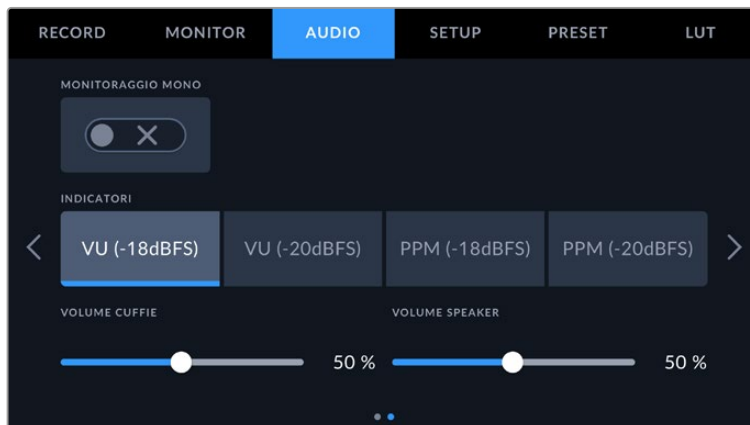 RECORD MONITOR AUDIO SETUP PRESET LUT
MONITORAGGIO MONO
INDICATORI
VU (-18dBFS) VU (-20dBFS) PPM (-18dBFS) PPM (-20dBFS)
VOLUME CUFFIE VOLUME SPEAKER
50 % 50 %